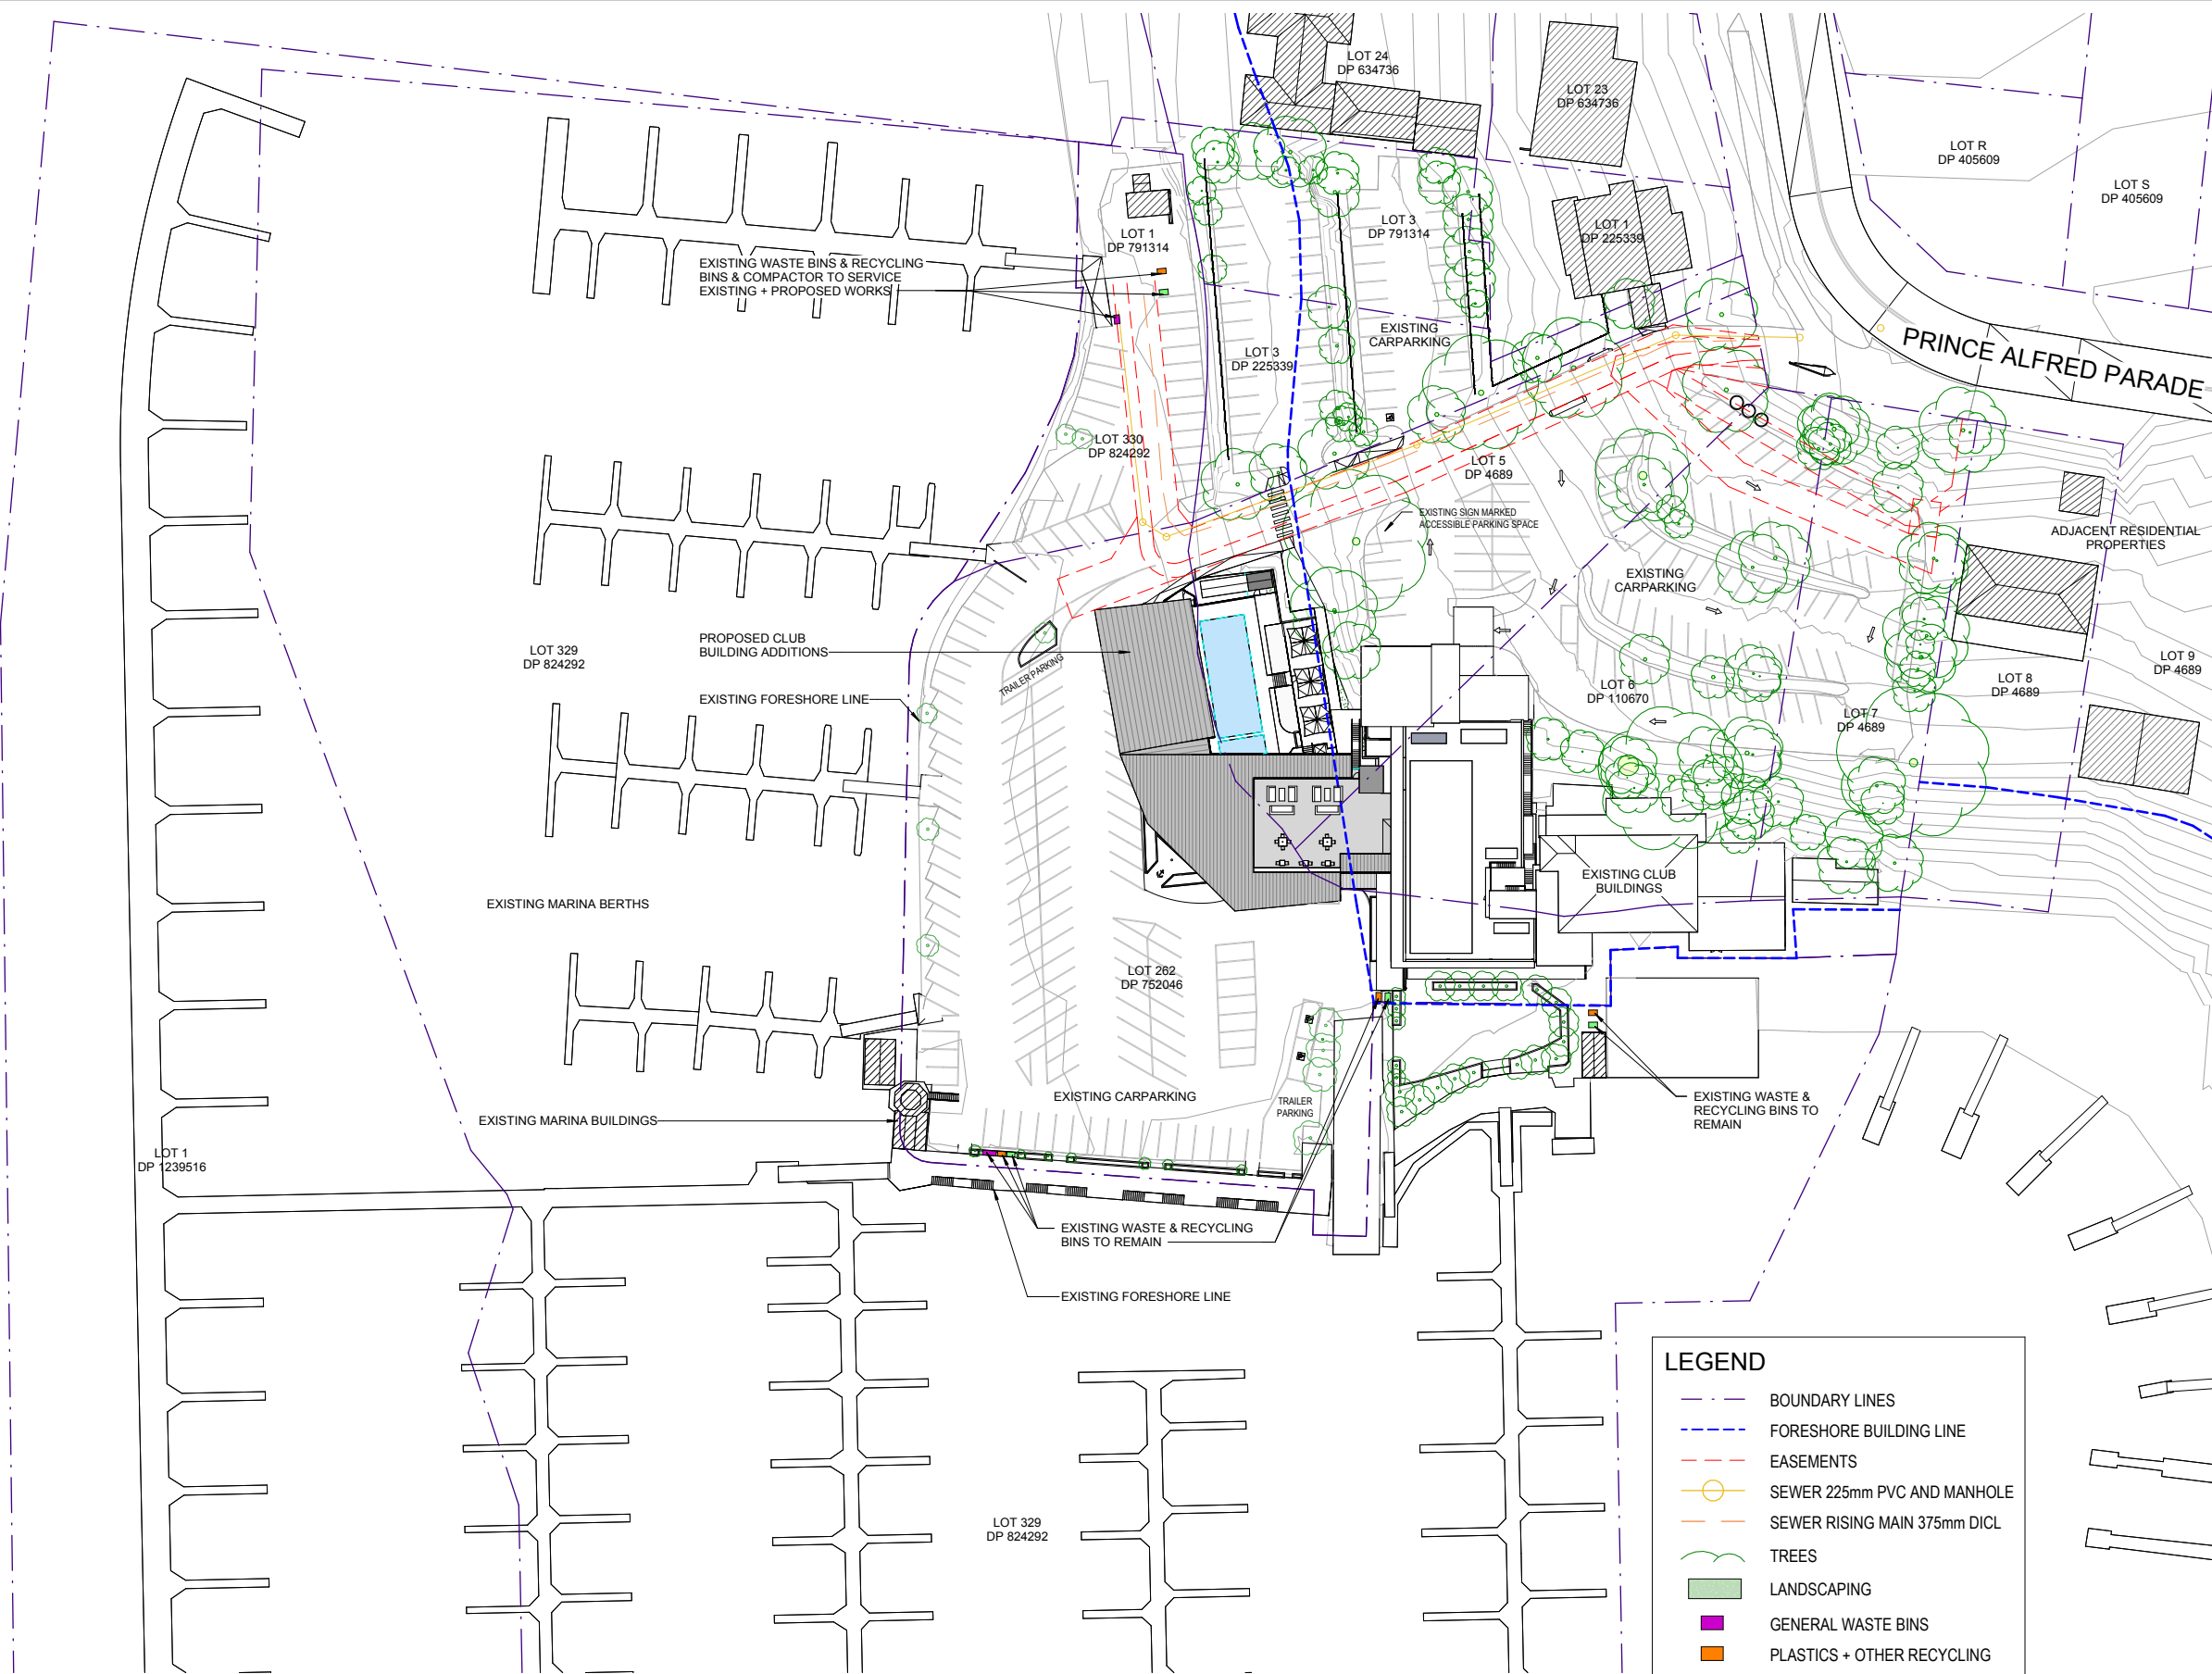 LOT 24
DP 634736
LOT 23
DP 634736
LOT R
DP 405609
LOT S
DP 405609
LOT 1
DP 791314
LOT 3
DP 791314
LOT 1
DP 225339
EXISTING WASTE BINS & RECYCLING
BINS & COMPACTOR TO SERVICE
EXISTING + PROPOSED WORKS
EXISTING
CARPARKING
LOT 3
DP 225339
PRINCE ALFRED PARADE
LOT 330
DP 824292
LOT 5
DP 4689
EXISTING SIGN MARKED
ACCESSIBLE PARKING SPACE
ADJACENT RESIDENTIAL
PROPERTIES
EXISTING
CARPARKING
PROPOSED CLUB
BUILDING ADDITIONS
LOT 329
DP 824292
TRAILER PARKING
EXISTING FORESHORE LINE
LOT 6
DP 110670
LOT 7
DP 4689
LOT 8
DP 4689
LOT 9
DP 4689
EXISTING CLUB
BUILDINGS
EXISTING MARINA BERTHS
LOT 262
DP 752046
EXISTING CARPARKING
TRAILER
PARKING
EXISTING WASTE &
RECYCLING BINS TO
REMAIN
EXISTING MARINA BUILDINGS
LOT 1
DP 1239516
EXISTING WASTE & RECYCLING
BINS TO REMAIN
EXISTING FORESHORE LINE
LOT 329
DP 824292
LEGEND
BOUNDARY LINES
FORESHORE BUILDING LINE
EASEMENTS
SEWER 225mm PVC AND MANHOLE
SEWER RISING MAIN 375mm DICL
TREES
LANDSCAPING
GENERAL WASTE BINS
PLASTICS + OTHER RECYCLING